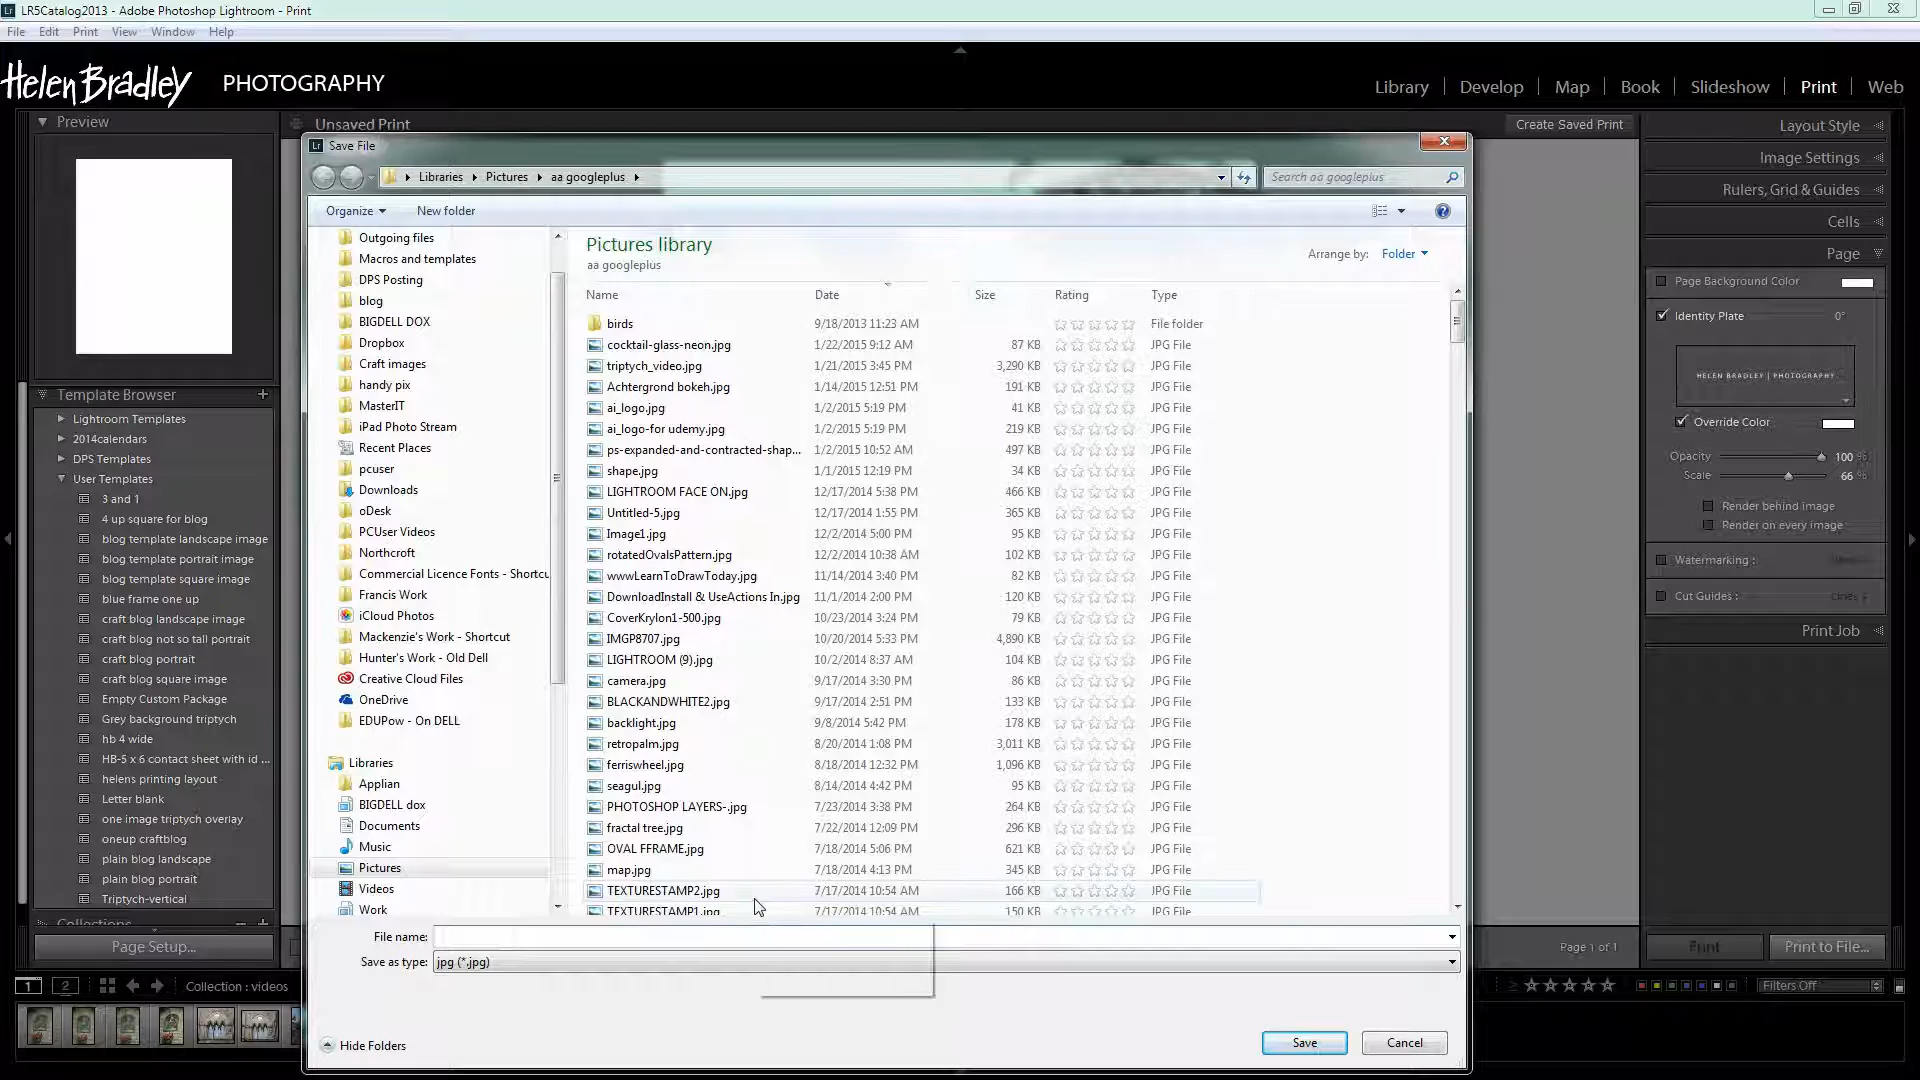 LR5Catalog2013 - Adobe Photoshop Lightroom - Print
File Edit Print View Window Help
Helen Bradley PHOTOGRAPHY
Library Develop Map Book Slideshow Print Web
Preview
Unsaved Print
Create Saved Print
Save File
Libraries Pictures aa googleplus
Search aa googleplus
Organize New folder
Pictures library
aa googleplus
Arrange by: Folder
Name Date Size Rating Type
birds 9/18/2013 11:23 AM File folder
cocktail-glass-neon.jpg 1/22/2015 9:12 AM 87 KB JPG File
triptych_video.jpg 1/21/2015 3:45 PM 3,290 KB JPG File
Achtergrond bokeh.jpg 1/14/2015 12:51 PM 191 KB JPG File
ai_logo.jpg 1/2/2015 5:19 PM 41 KB JPG File
ai_logo-for udemy.jpg 1/2/2015 5:19 PM 219 KB JPG File
ps-expanded-and-contracted-shap... 1/2/2015 10:52 AM 497 KB JPG File
shape.jpg 1/1/2015 12:19 PM 34 KB JPG File
LIGHTROOM FACE ON.jpg 12/17/2014 5:38 PM 466 KB JPG File
Untitled-5.jpg 12/17/2014 1:55 PM 365 KB JPG File
Image1.jpg 12/2/2014 5:00 PM 95 KB JPG File
rotatedOvalsPattern.jpg 12/2/2014 10:38 AM 102 KB JPG File
wwwLearnToDrawToday.jpg 11/14/2014 3:40 PM 82 KB JPG File
DownloadInstall & UseActions In.jpg 11/1/2014 2:00 PM 120 KB JPG File
CoverKrylon1-500.jpg 10/23/2014 3:24 PM 79 KB JPG File
IMGP8707.jpg 10/20/2014 5:33 PM 4,890 KB JPG File
LIGHTROOM (9).jpg 10/2/2014 8:37 AM 104 KB JPG File
camera.jpg 9/17/2014 3:30 PM 86 KB JPG File
BLACKANDWHITE2.jpg 9/17/2014 2:51 PM 133 KB JPG File
backlight.jpg 9/8/2014 5:42 PM 178 KB JPG File
retropalm.jpg 8/20/2014 1:08 PM 3,011 KB JPG File
ferriswheel.jpg 8/18/2014 12:32 PM 1,096 KB JPG File
seagul.jpg 8/14/2014 4:42 PM 95 KB JPG File
PHOTOSHOP LAYERS-.jpg 7/23/2014 3:38 PM 264 KB JPG File
fractal tree.jpg 7/22/2014 12:09 PM 296 KB JPG File
OVAL FFRAME.jpg 7/18/2014 5:06 PM 621 KB JPG File
map.jpg 7/18/2014 4:13 PM 345 KB JPG File
TEXTURESTAMP2.jpg 7/17/2014 10:54 AM 166 KB JPG File
TEXTURESTAMP1.jpg 7/17/2014 10:54 AM 150 KB JPG File
Outgoing files
Macros and templates
DPS Posting
blog
BIGDELL DOX
Dropbox
Craft images
handy pix
MasterIT
iPad Photo Stream
Recent Places
pcuser
Downloads
oDesk
PCUser Videos
Northcroft
Commercial Licence Fonts - Shortcu
Francis Work
iCloud Photos
Mackenzie's Work - Shortcut
Hunter's Work - Old Dell
Creative Cloud Files
OneDrive
EDUPow - On DELL
Libraries
Applian
BIGDELL dox
Documents
Music
Pictures
Videos
Work
File name:
Save as type: jpg (*.jpg)
Hide Folders
Save Cancel
Template Browser
Lightroom Templates
2014calendars
DPS Templates
User Templates
3 and 1
4 up square for blog
blog template landscape image
blog template portrait image
blog template square image
blue frame one up
craft blog landscape image
craft blog not so tall portrait
craft blog portrait
craft blog square image
Empty Custom Package
Grey background triptych
hb 4 wide
HB-5 x 6 contact sheet with id ...
helens printing layout
Letter blank
one image triptych overlay
oneup craftblog
plain blog landscape
plain blog portrait
Triptych-vertical
Collections
Page Setup...
Layout Style
Image Settings
Rulers, Grid & Guides
Cells
Page
Page Background Color
Identity Plate 0°
HELEN BRADLEY | PHOTOGRAPHY
Override Color
Opacity 100 %
Scale 66 %
Render behind image
Render on every image
Watermarking :
Cut Guides : Lines
Print Job
Page 1 of 1
Print
Print to File...
1 2 Collection : videos
Filters Off